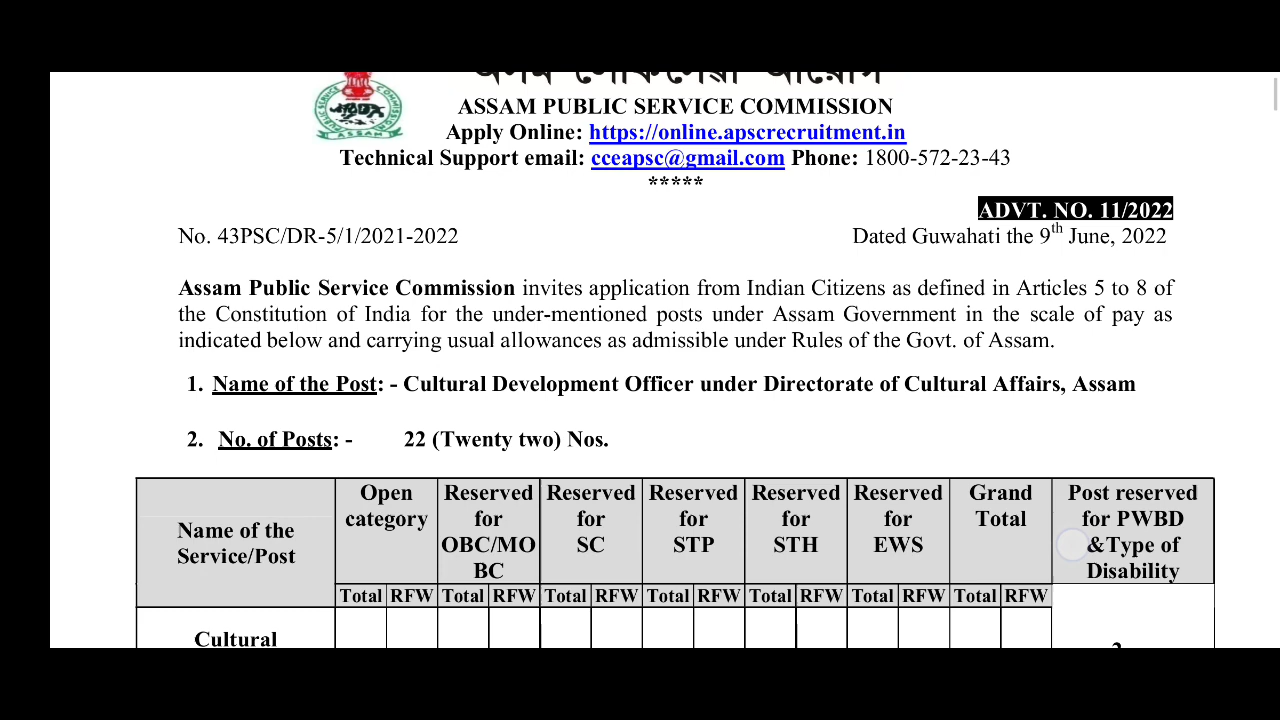 ASSAM PUBLIC SERVICE COMMISSION
Apply Online: https://online.apscrecruitment.in
Technical Support email: cceapsc@gmail.com Phone: 1800-572-23-43
*****
ADVT. NO. 11/2022
No. 43PSC/DR-5/1/2021-2022 Dated Guwahati the 9th June, 2022
Assam Public Service Commission invites application from Indian Citizens as defined in Articles 5 to 8 of
the Constitution of India for the under-mentioned posts under Assam Government in the scale of pay as
indicated below and carrying usual allowances as admissible under Rules of the Govt. of Assam.
1. Name of the Post: - Cultural Development Officer under Directorate of Cultural Affairs, Assam
2. No. of Posts: - 22 (Twenty two) Nos.
Name of the
Service/Post
Open
category
Reserved
for
OBC/MO
BC
Reserved
for
SC
Reserved
for
STP
Reserved
for
STH
Reserved
for
EWS
Grand
Total
Post reserved
for PWBD
&Type of
Disability
Total RFW Total RFW Total RFW Total RFW Total RFW Total RFW Total RFW
Cultural